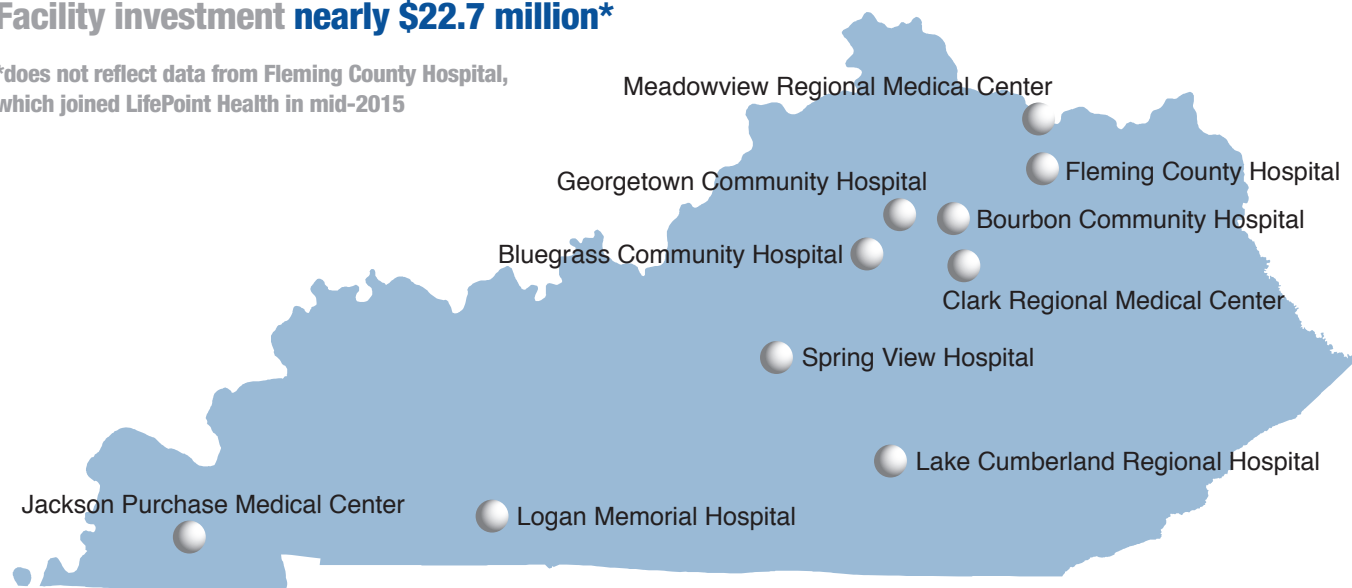 Facility investment nearly $22.7 million*
*does not reflect data from Fleming County Hospital,
which joined LifePoint Health in mid-2015
Meadowview Regional Medical Center
Fleming County Hospital
Georgetown Community Hospital
Bourbon Community Hospital
Bluegrass Community Hospital
Clark Regional Medical Center
Spring View Hospital
Lake Cumberland Regional Hospital
Jackson Purchase Medical Center
Logan Memorial Hospital